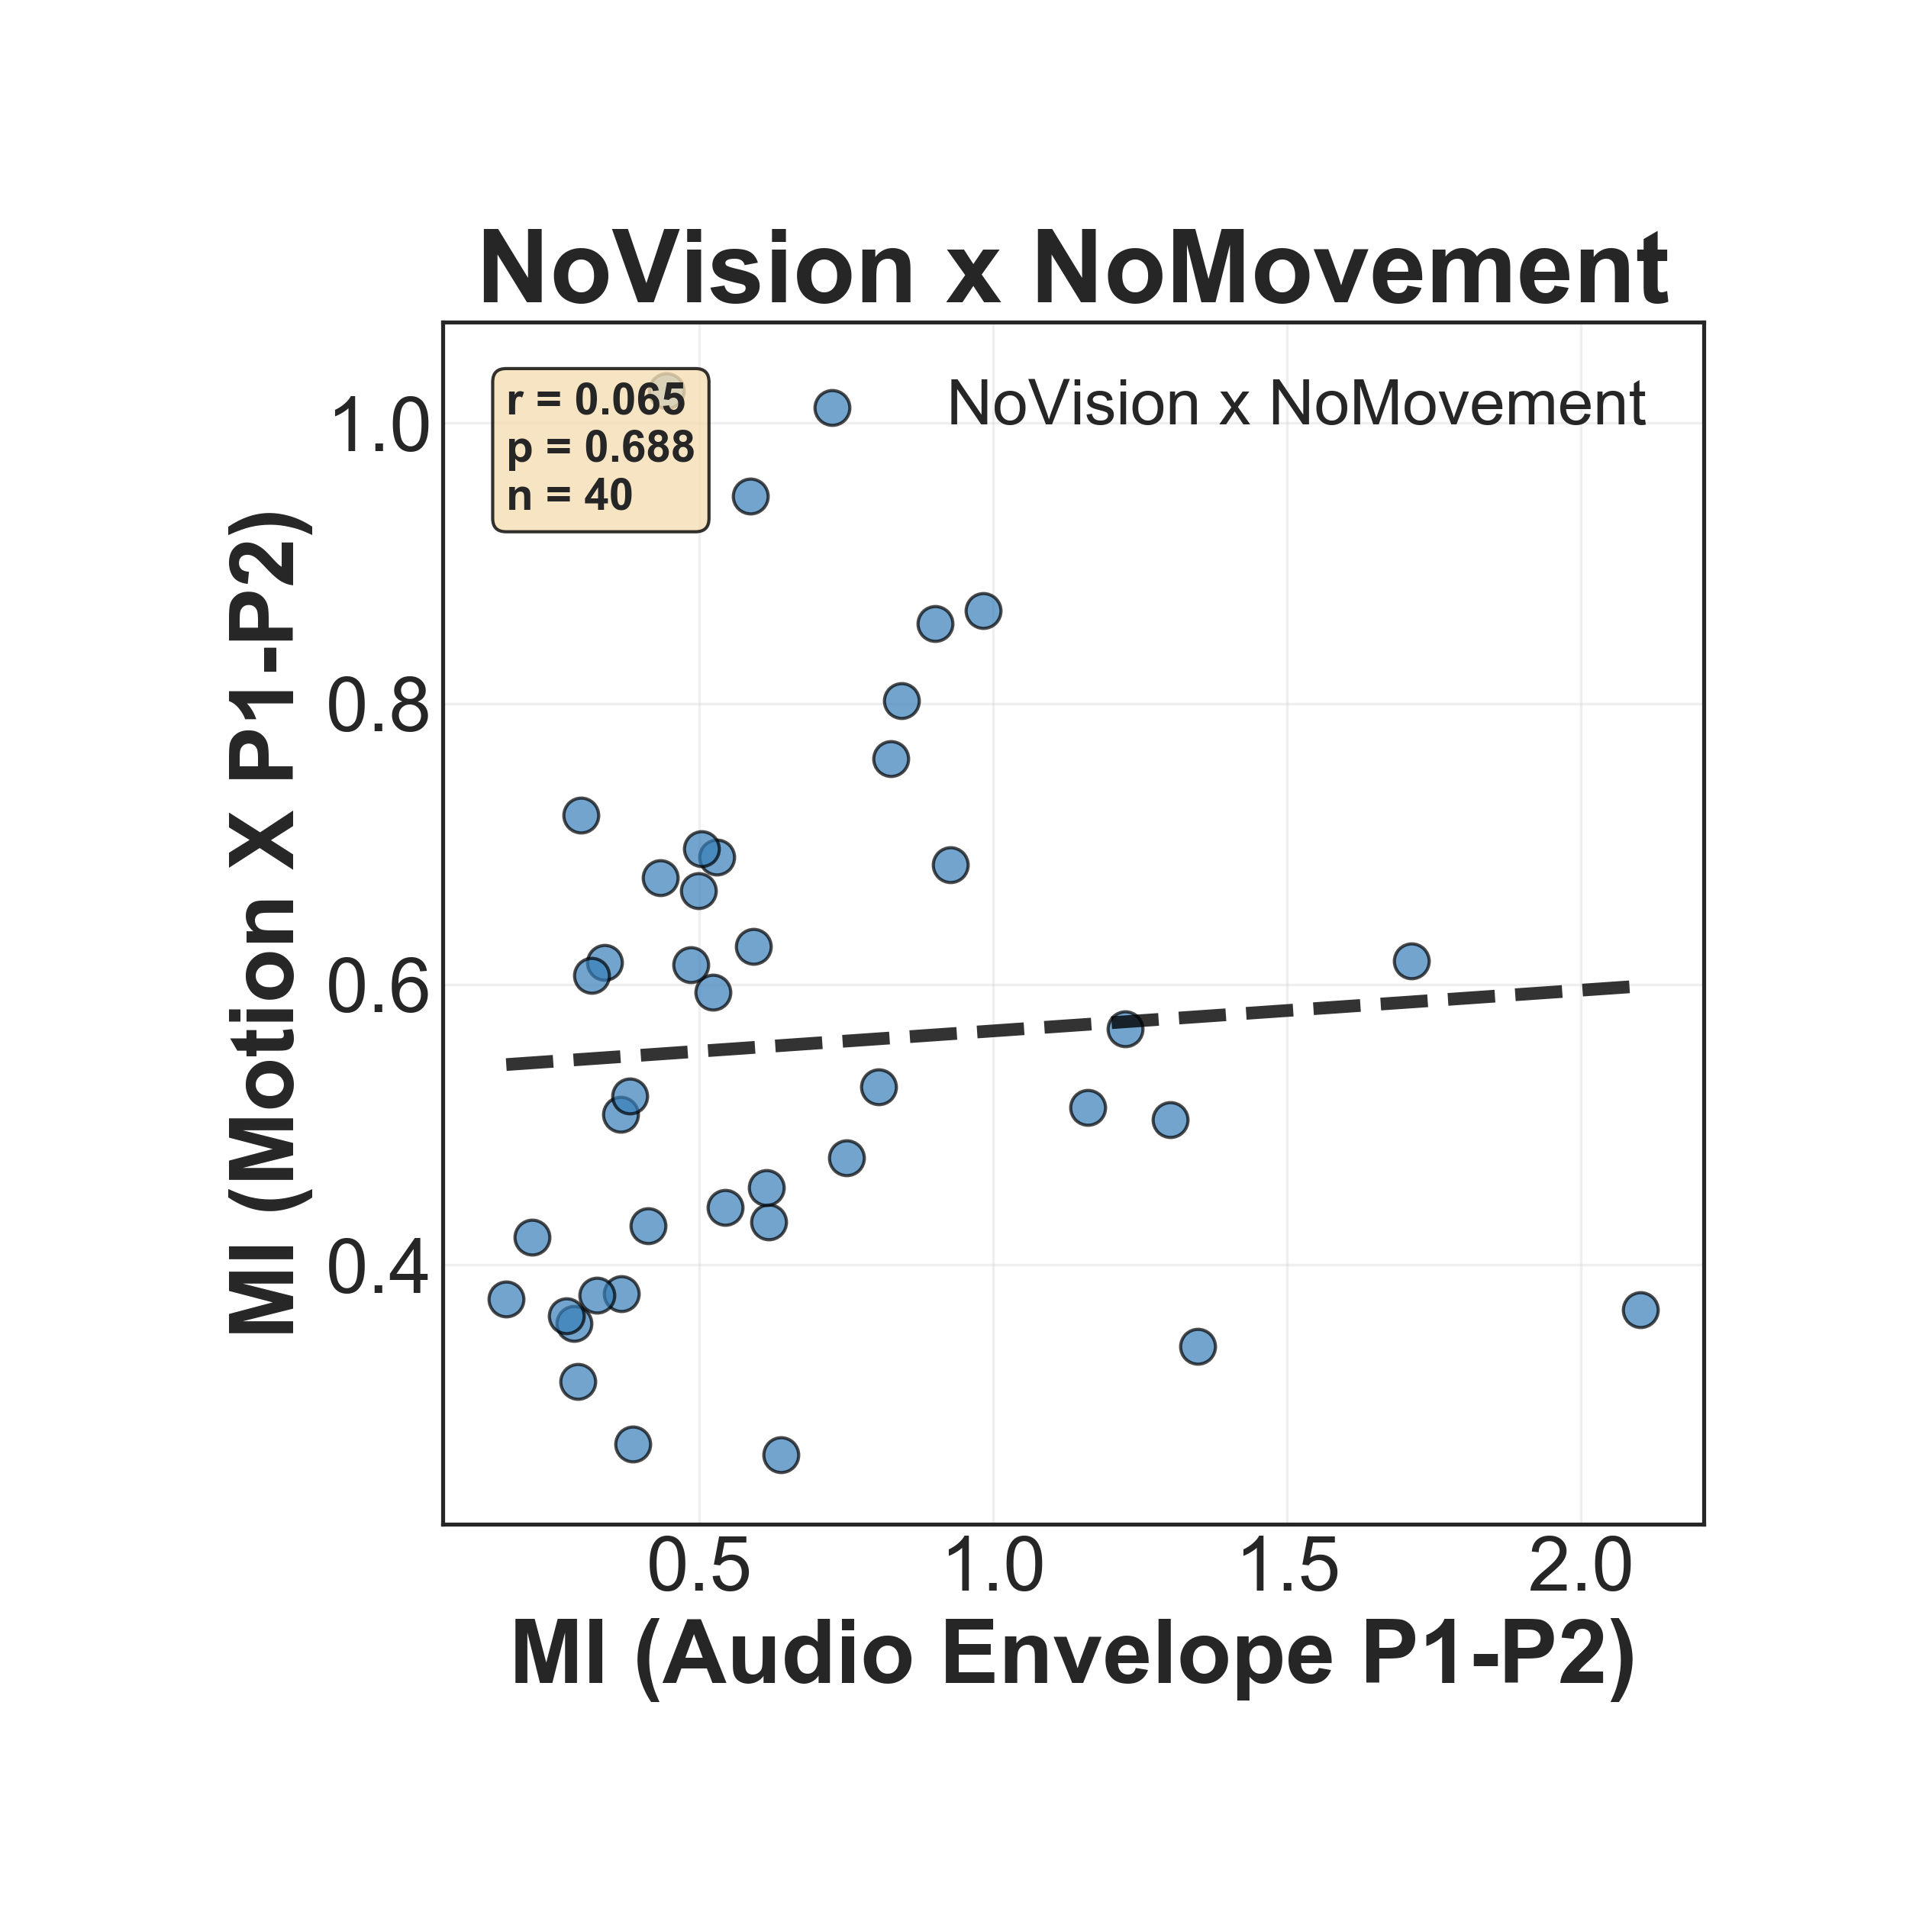 NoVision x NoMovement
r = 0.065
p = 0.688
n = 40
NoVision x NoMovement
1.0
0.8
0.6
0.4
MI (Motion X P1-P2)
0.5 1.0 1.5 2.0
MI (Audio Envelope P1-P2)